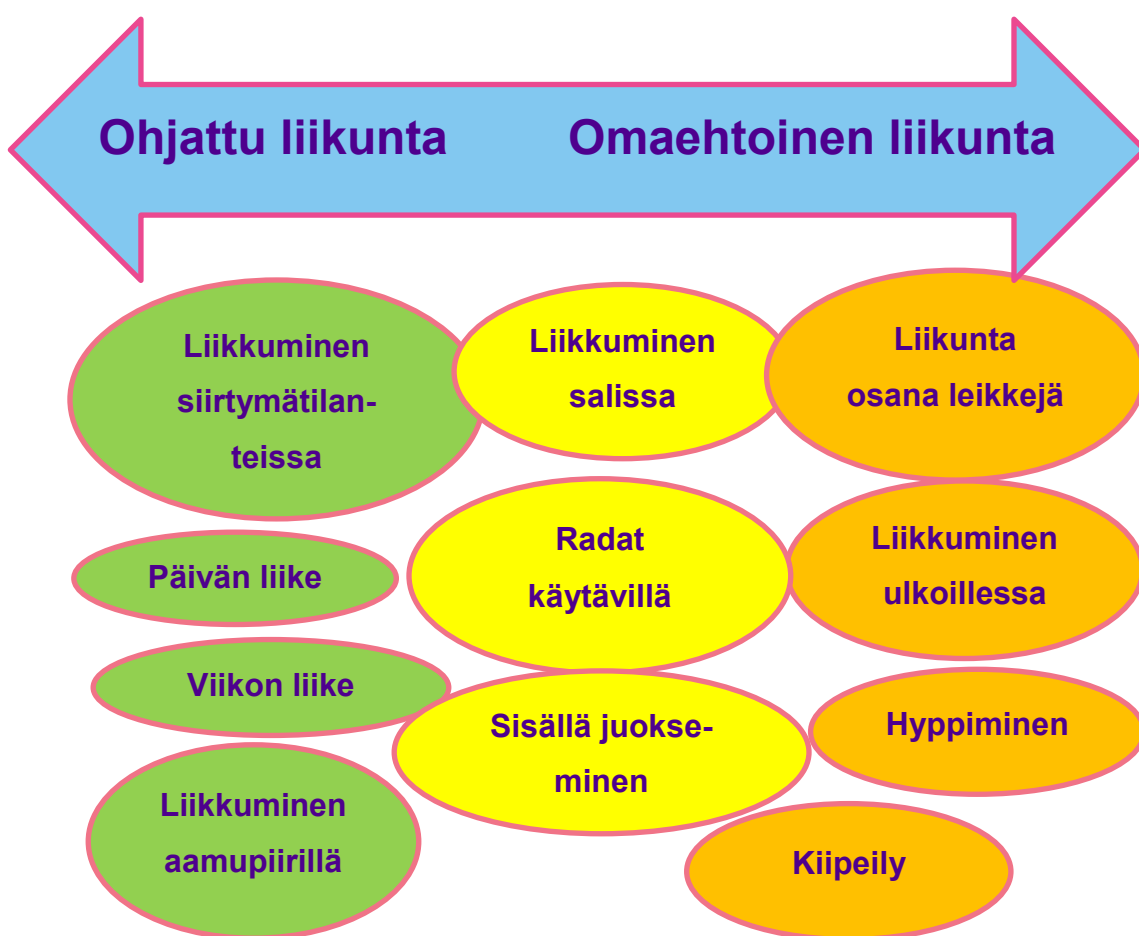 Ohjattu liikunta
Omaehtoinen liikunta
Liikkuminen
siirtymätilan-
teissa
Liikkuminen
salissa
Liikunta
osana leikkejä
Päivän liike
Radat
käytävillä
Liikkuminen
ulkoillessa
Viikon liike
Sisällä juokse-
minen
Hyppiminen
Liikkuminen
aamupiirillä
Kiipeily